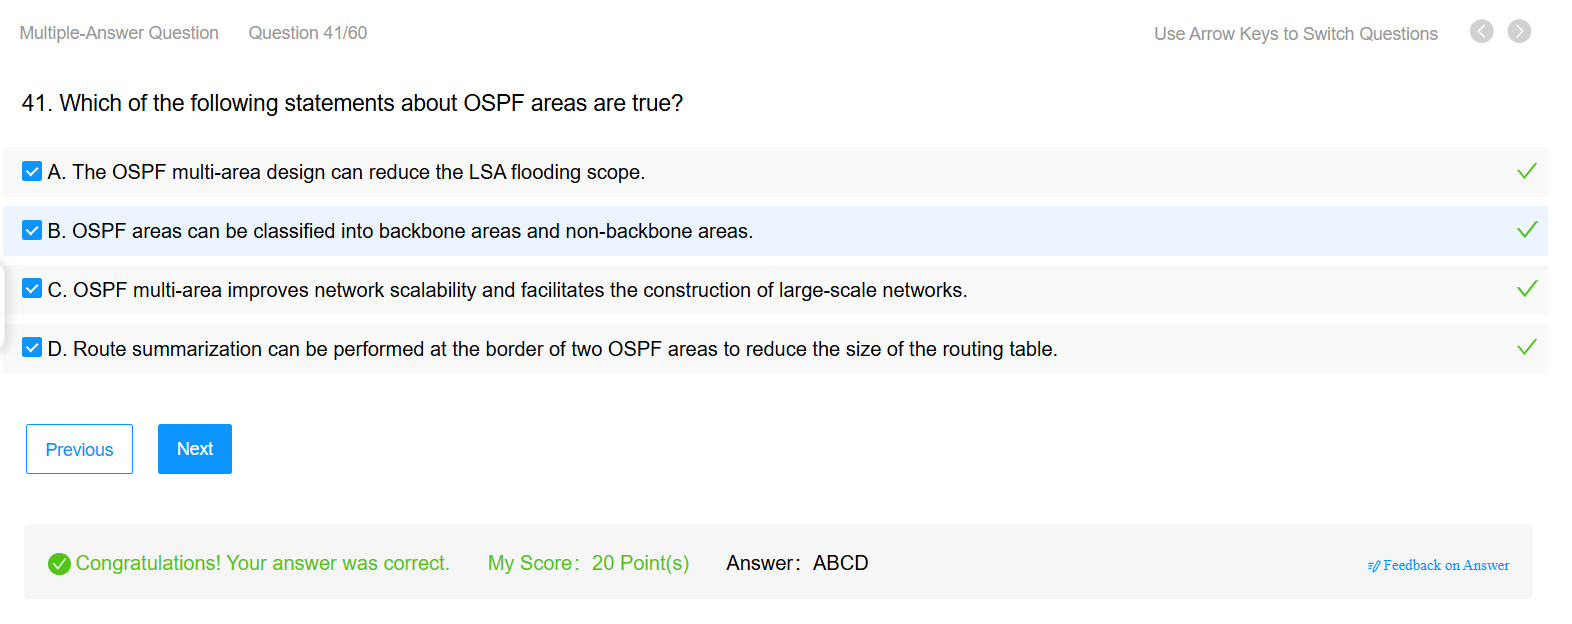 Multiple-Answer Question Question 41/60 Use Arrow Keys to Switch Questions
41. Which of the following statements about OSPF areas are true?
A. The OSPF multi-area design can reduce the LSA flooding scope.
B. OSPF areas can be classified into backbone areas and non-backbone areas.
C. OSPF multi-area improves network scalability and facilitates the construction of large-scale networks.
D. Route summarization can be performed at the border of two OSPF areas to reduce the size of the routing table.
Previous Next
Congratulations! Your answer was correct. My Score: 20 Point(s) Answer: ABCD Feedback on Answer